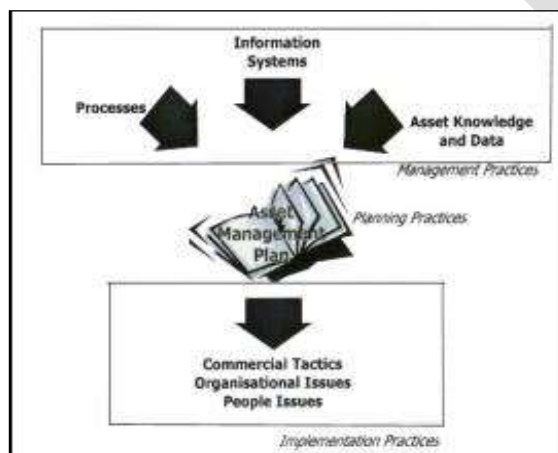 Information
Systems
Processes
Asset Knowledge
and Data
Management Practices
Asset
Management
Plan
Planning Practices
Commercial Tactics
Organisational Issues
People Issues
Implementation Practices